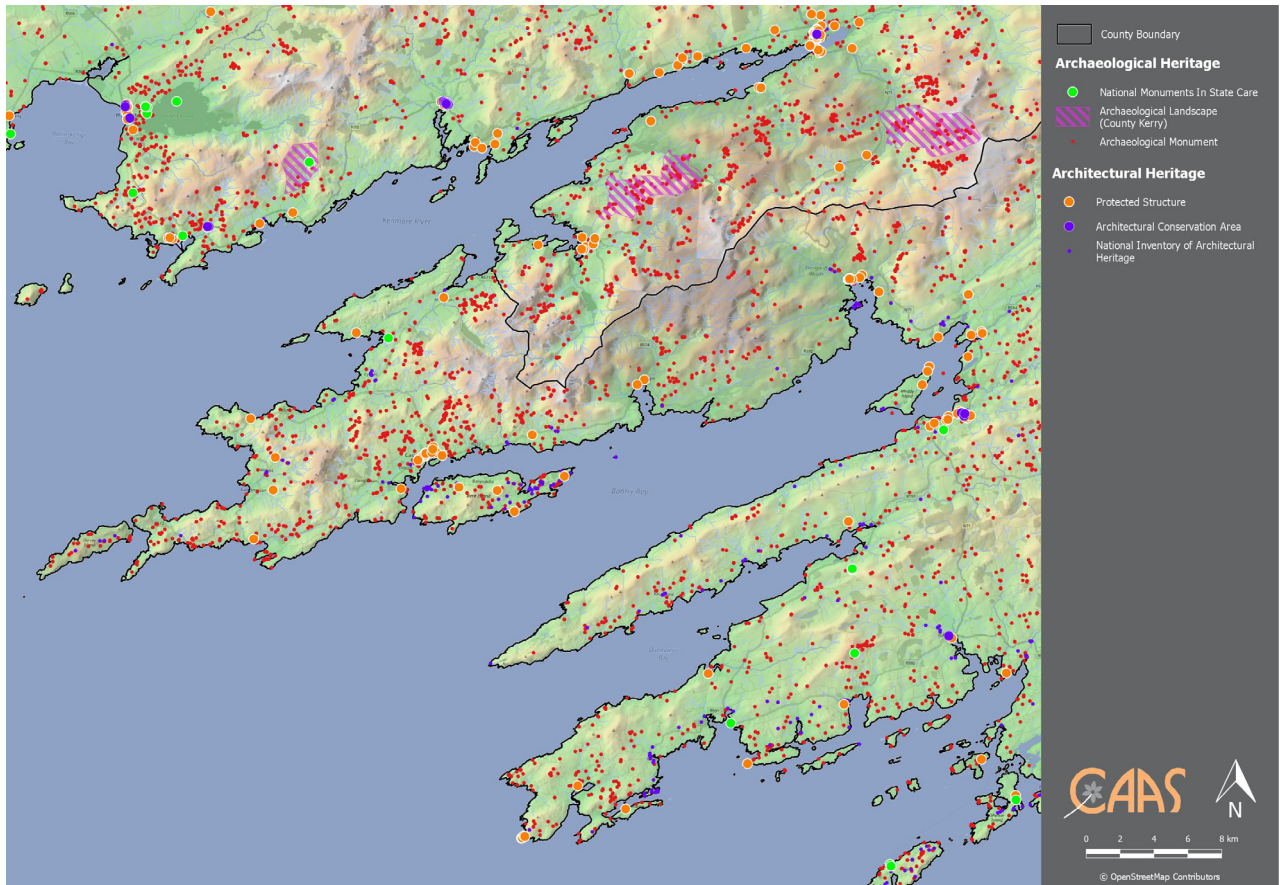 County Boundary
Archaeological Heritage
National Monuments In State Care
Archaeological Landscape
(County Kerry)
Archaeological Monument
Architectural Heritage
Protected Structure
Architectural Conservation Area
National Inventory of Architectural
Heritage
Kenmare River
Bantry Bay
CAAS
N
0 2 4 6 8 km
© OpenStreetMap Contributors